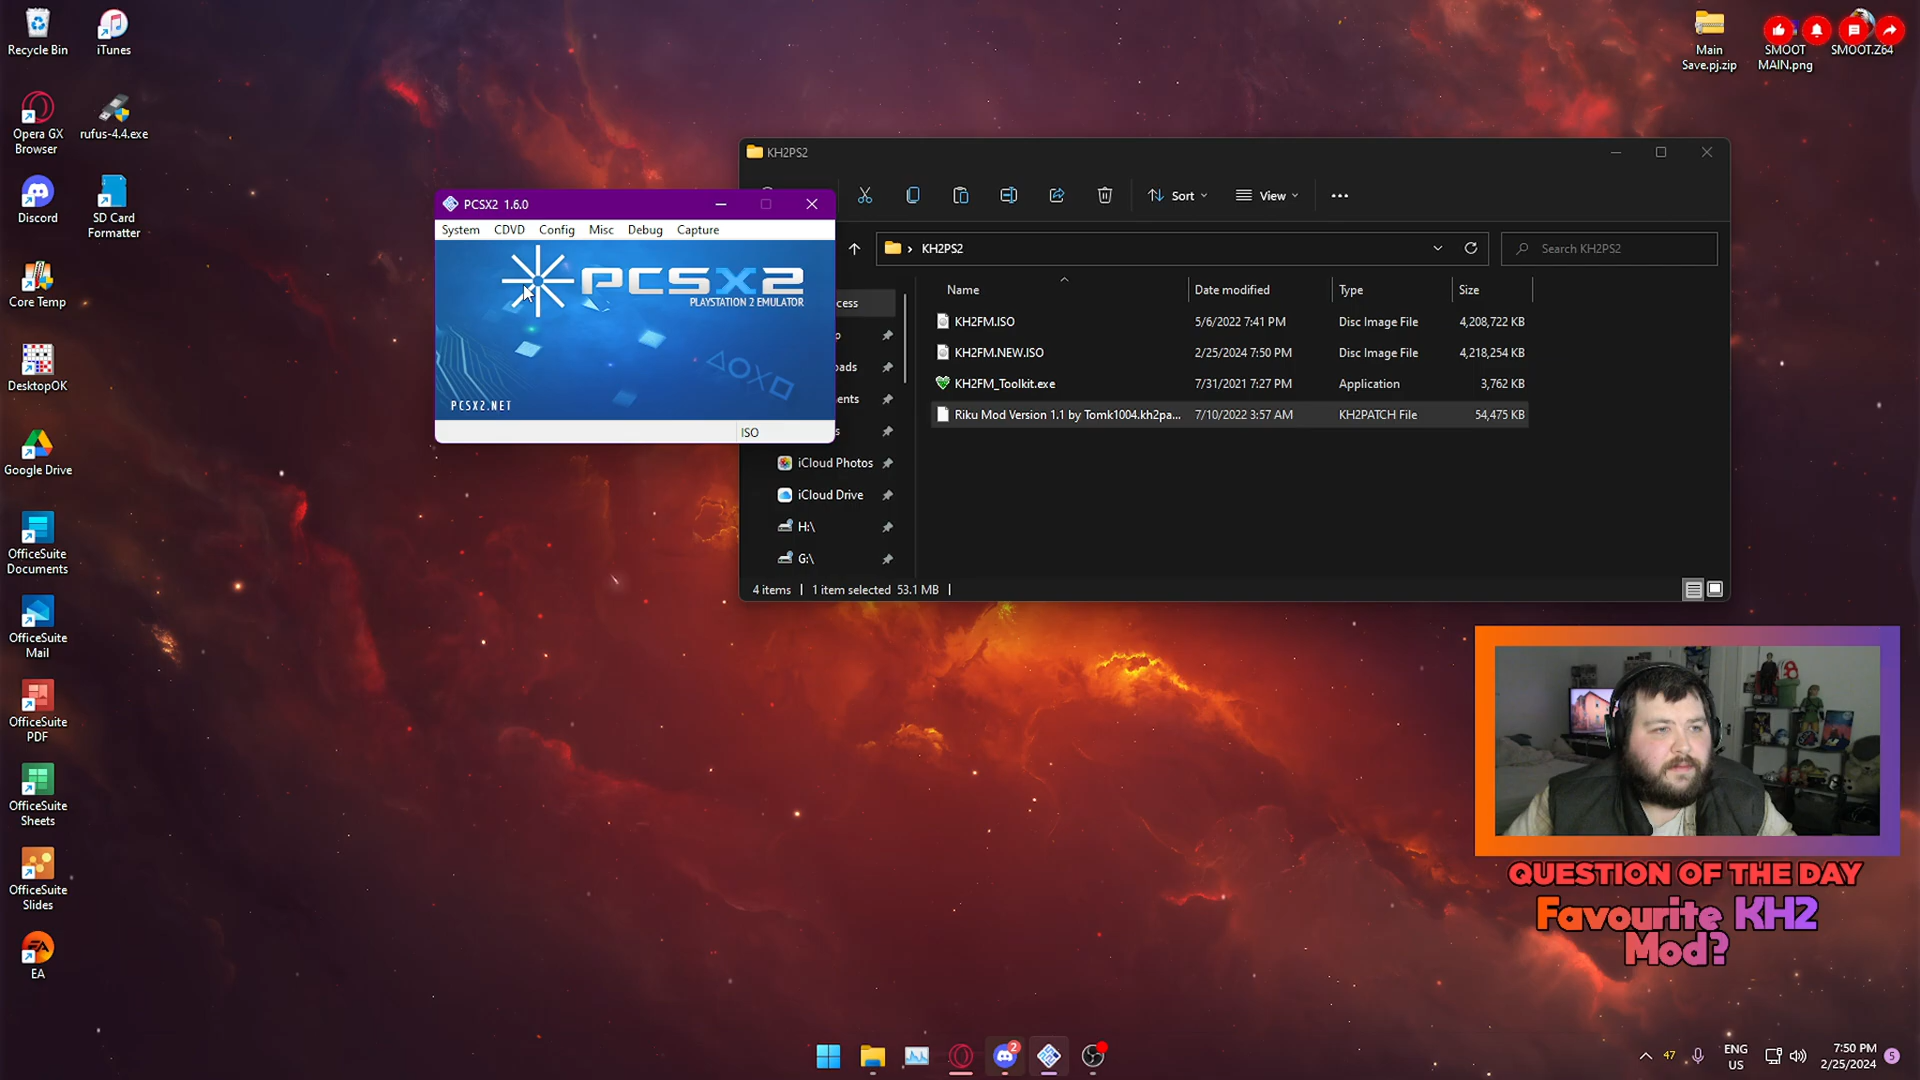 Recycle Bin
iTunes
Opera GX
Browser
rufus-4.4.exe
Discord
SD Card
Formatter
Core Temp
DesktopOK
Google Drive
OfficeSuite
Documents
OfficeSuite
Mail
OfficeSuite
PDF
OfficeSuite
Sheets
OfficeSuite
Slides
EA
Main
Save.pj.zip
SMOOT
MAIN.png
SMOOT.Z64
PCSX2 1.6.0
System CDVD Config Misc Debug Capture
PCSX2
PLAYSTATION 2 EMULATOR
PCSX2.NET
ISO
KH2PS2
Sort View
KH2PS2
Search KH2PS2
Name Date modified Type Size
KH2FM.ISO 5/6/2022 7:41 PM Disc Image File 4,208,722 KB
KH2FM.NEW.ISO 2/25/2024 7:50 PM Disc Image File 4,218,254 KB
KH2FM_Toolkit.exe 7/31/2021 7:27 PM Application 3,762 KB
Riku Mod Version 1.1 by Tomk1004.kh2pa... 7/10/2022 3:57 AM KH2PATCH File 54,475 KB
cess
o
oads
ents
s
iCloud Photos
iCloud Drive
H:\
G:\
4 items 1 item selected 53.1 MB
QUESTION OF THE DAY
Favourite KH2
Mod?
2
47
ENG
US
7:50 PM
2/25/2024
5